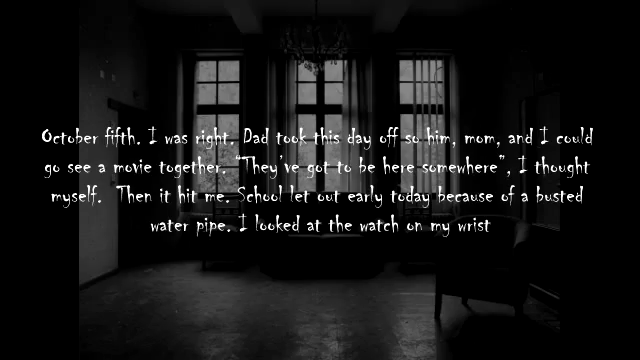 October fifth. I was right. Dad took this day off so him, mom, and I could
go see a movie together. "They've got to be here somewhere", I thought
myself. Then it hit me. School let out early today because of a busted
water pipe. I looked at the watch on my wrist